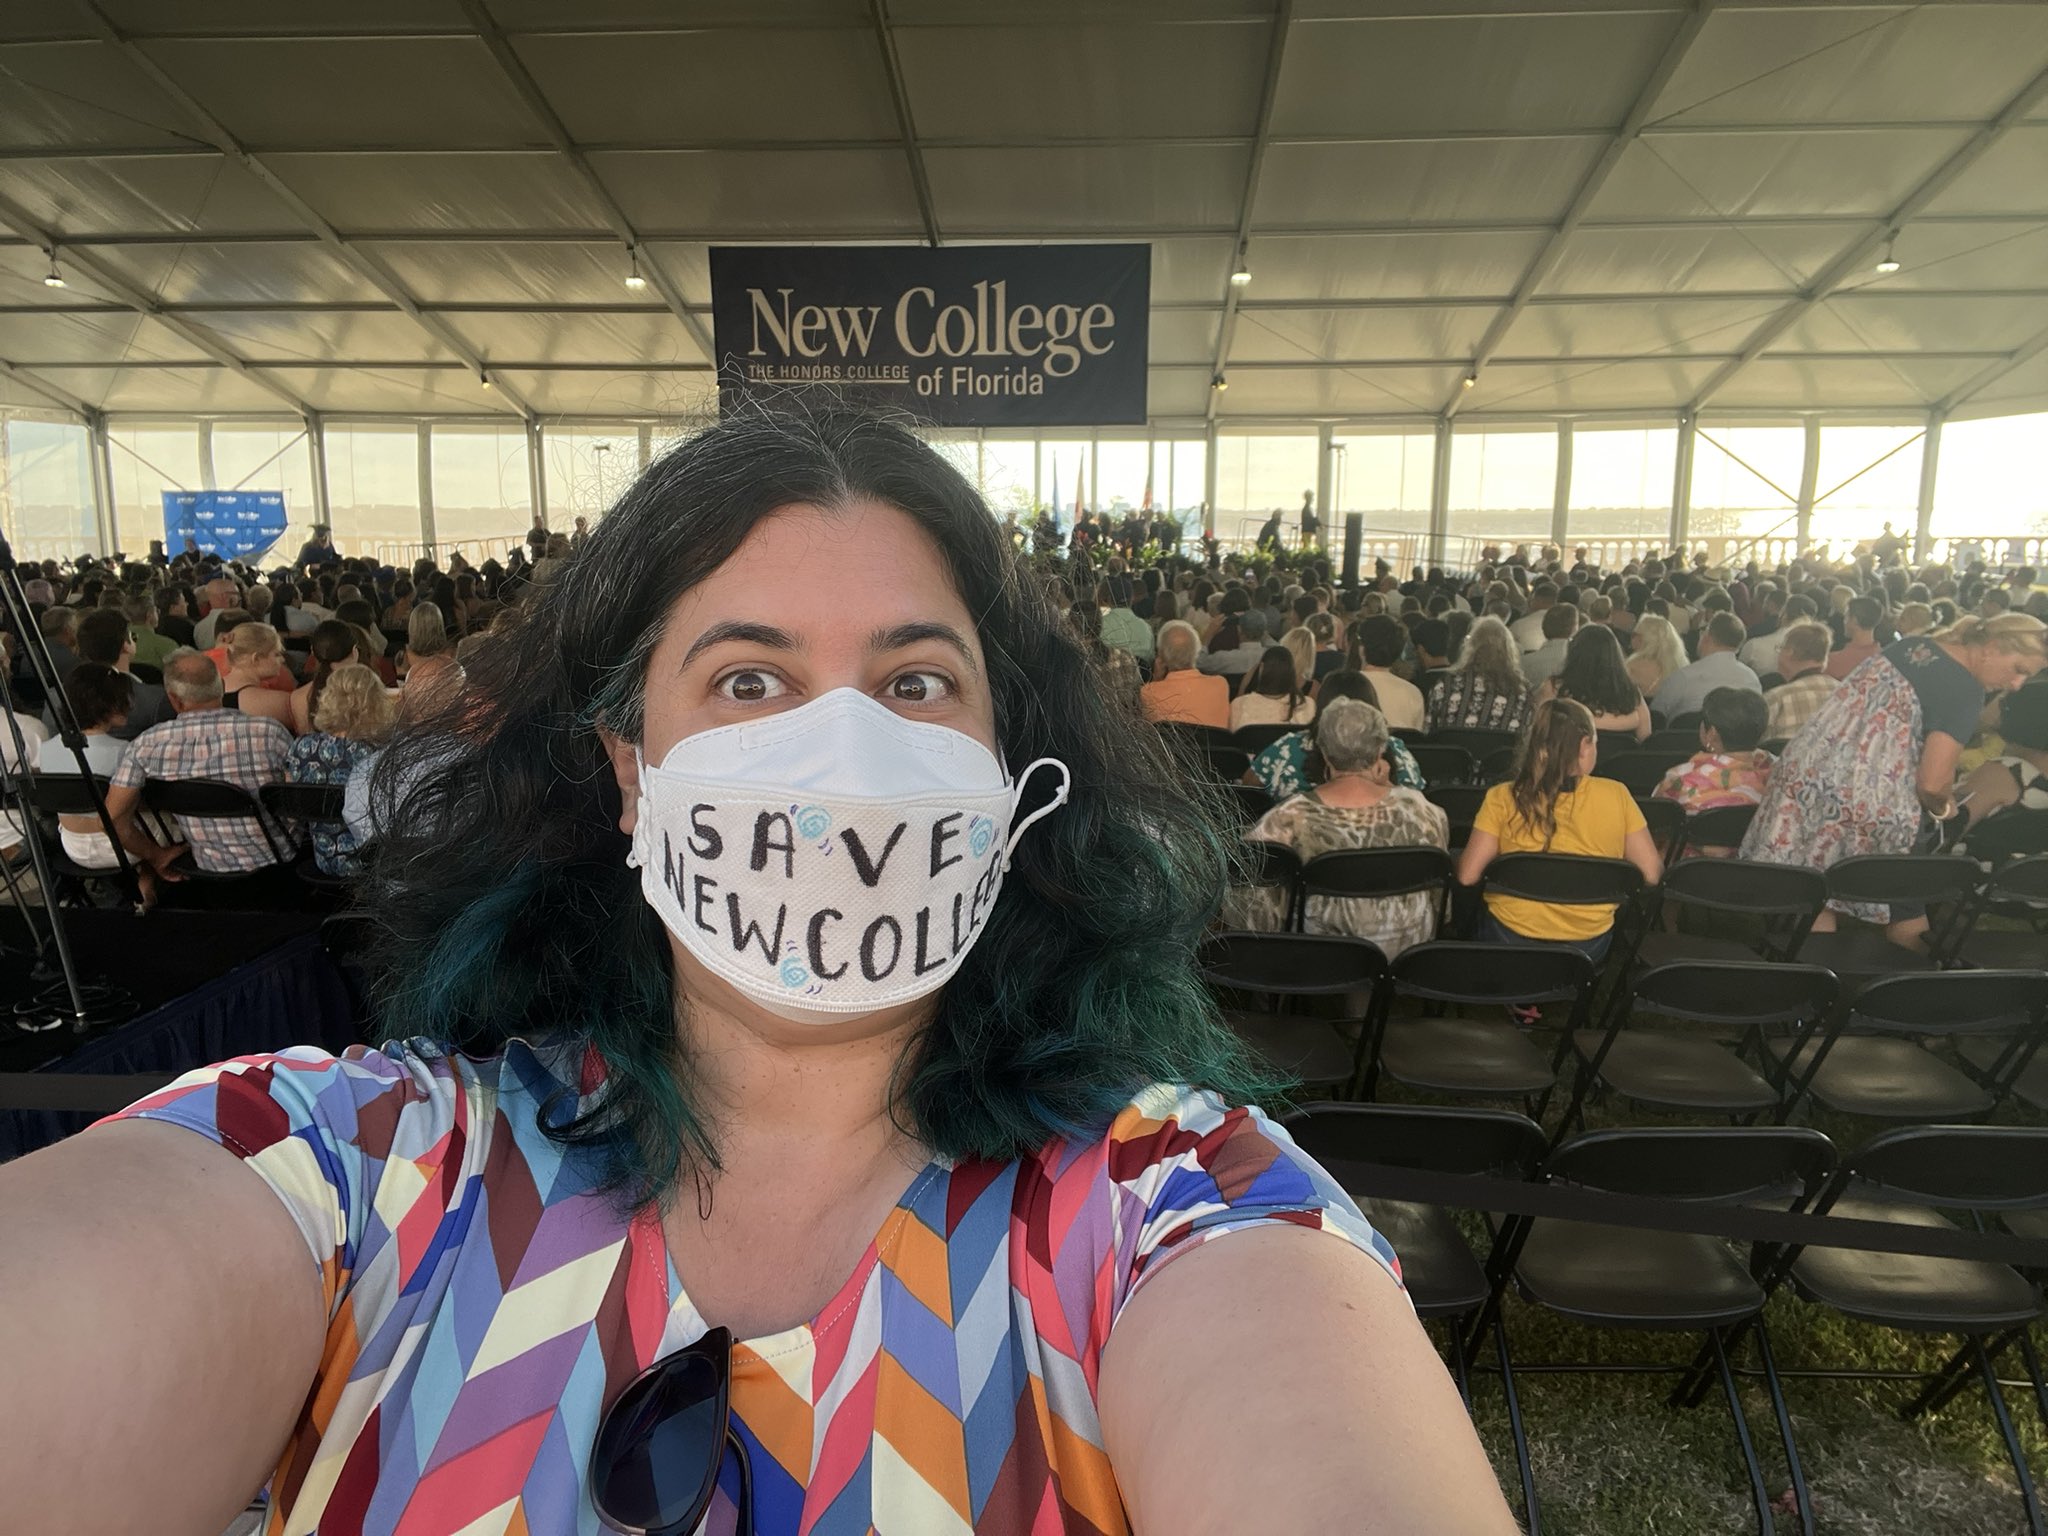 New College
THE HONORS COLLEGE
of Florida
SAVE
NEW COLLEGE